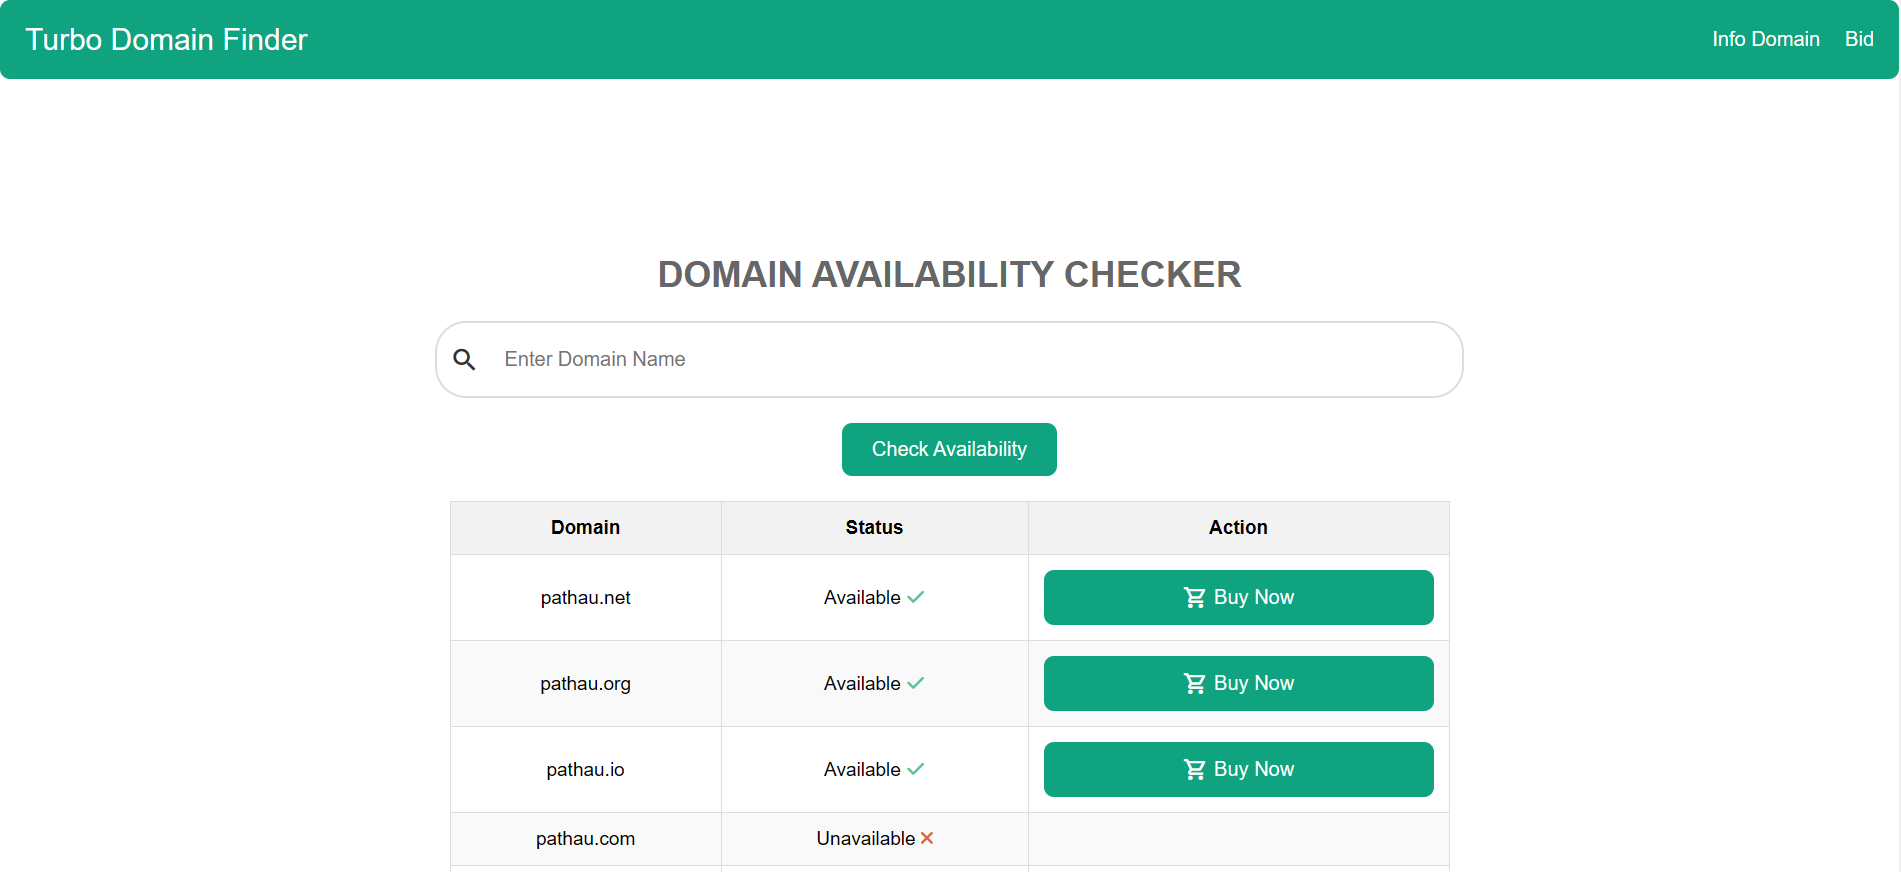 Turbo Domain Finder
Info Domain Bid
DOMAIN AVAILABILITY CHECKER
Enter Domain Name
Check Availability
Domain Status Action
pathau.net Available Buy Now
pathau.org Available Buy Now
pathau.io Available Buy Now
pathau.com Unavailable